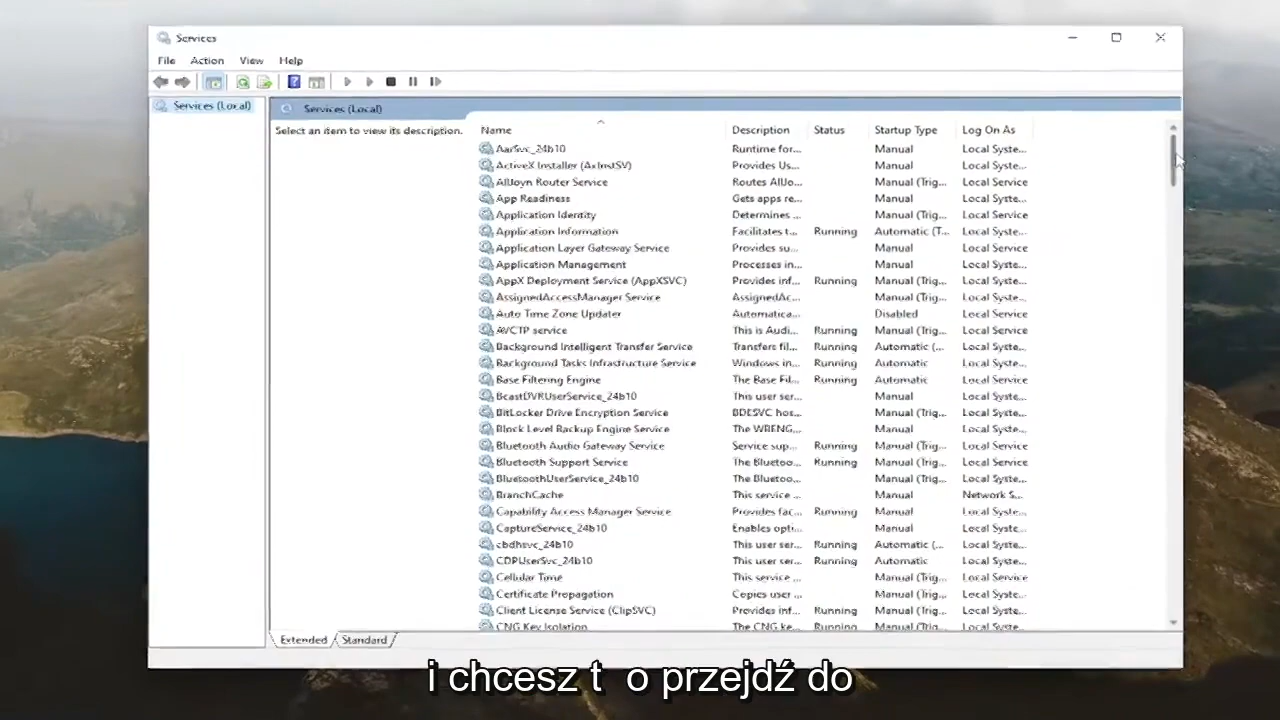 Services
File Action View Help
Services (Local)
Services (Local)
Select an item to view its description.
Name Description Status Startup Type Log On As
AarSvc_24b10 Runtime for... Manual Local Syste...
ActiveX Installer (AxInstSV) Provides Us... Manual Local Syste...
AllJoyn Router Service Routes AllJo... Manual (Trig... Local Service
App Readiness Gets apps re... Manual Local Syste...
Application Identity Determines ... Manual (Trig... Local Service
Application Information Facilitates t... Running Automatic (T... Local Syste...
Application Layer Gateway Service Provides su... Manual Local Service
Application Management Processes in... Manual Local Syste...
AppX Deployment Service (AppXSVC) Provides inf... Running Manual (Trig... Local Syste...
AssignedAccessManager Service AssignedAc... Manual (Trig... Local Syste...
Auto Time Zone Updater Automatica... Disabled Local Service
AVCTP service This is Audi... Running Manual (Trig... Local Service
Background Intelligent Transfer Service Transfers fil... Running Automatic (... Local Syste...
Background Tasks Infrastructure Service Windows in... Running Automatic Local Syste...
Base Filtering Engine The Base Fil... Running Automatic Local Service
BcastDVRUserService_24b10 This user ser... Manual Local Syste...
BitLocker Drive Encryption Service BDESVC hos... Manual (Trig... Local Syste...
Block Level Backup Engine Service The WBENG... Manual Local Syste...
Bluetooth Audio Gateway Service Service sup... Running Manual (Trig... Local Service
Bluetooth Support Service The Bluetoo... Running Manual (Trig... Local Service
BluetoothUserService_24b10 The Bluetoo... Manual (Trig... Local Syste...
BranchCache This service ... Manual Network S...
Capability Access Manager Service Provides fac... Running Manual Local Syste...
CaptureService_24b10 Enables opti... Manual Local Syste...
cbdhsvc_24b10 This user ser... Running Automatic (... Local Syste...
CDPUserSvc_24b10 This user ser... Running Automatic Local Syste...
Cellular Time This service ... Manual (Trig... Local Service
Certificate Propagation Copies user ... Manual (Trig... Local Syste...
Client License Service (ClipSVC) Provides inf... Running Manual (Trig... Local Syste...
CNG Key Isolation The CNG ke... Running Manual (Trig... Local Syste...
Extended Standard
i chcesz t o przejdź do